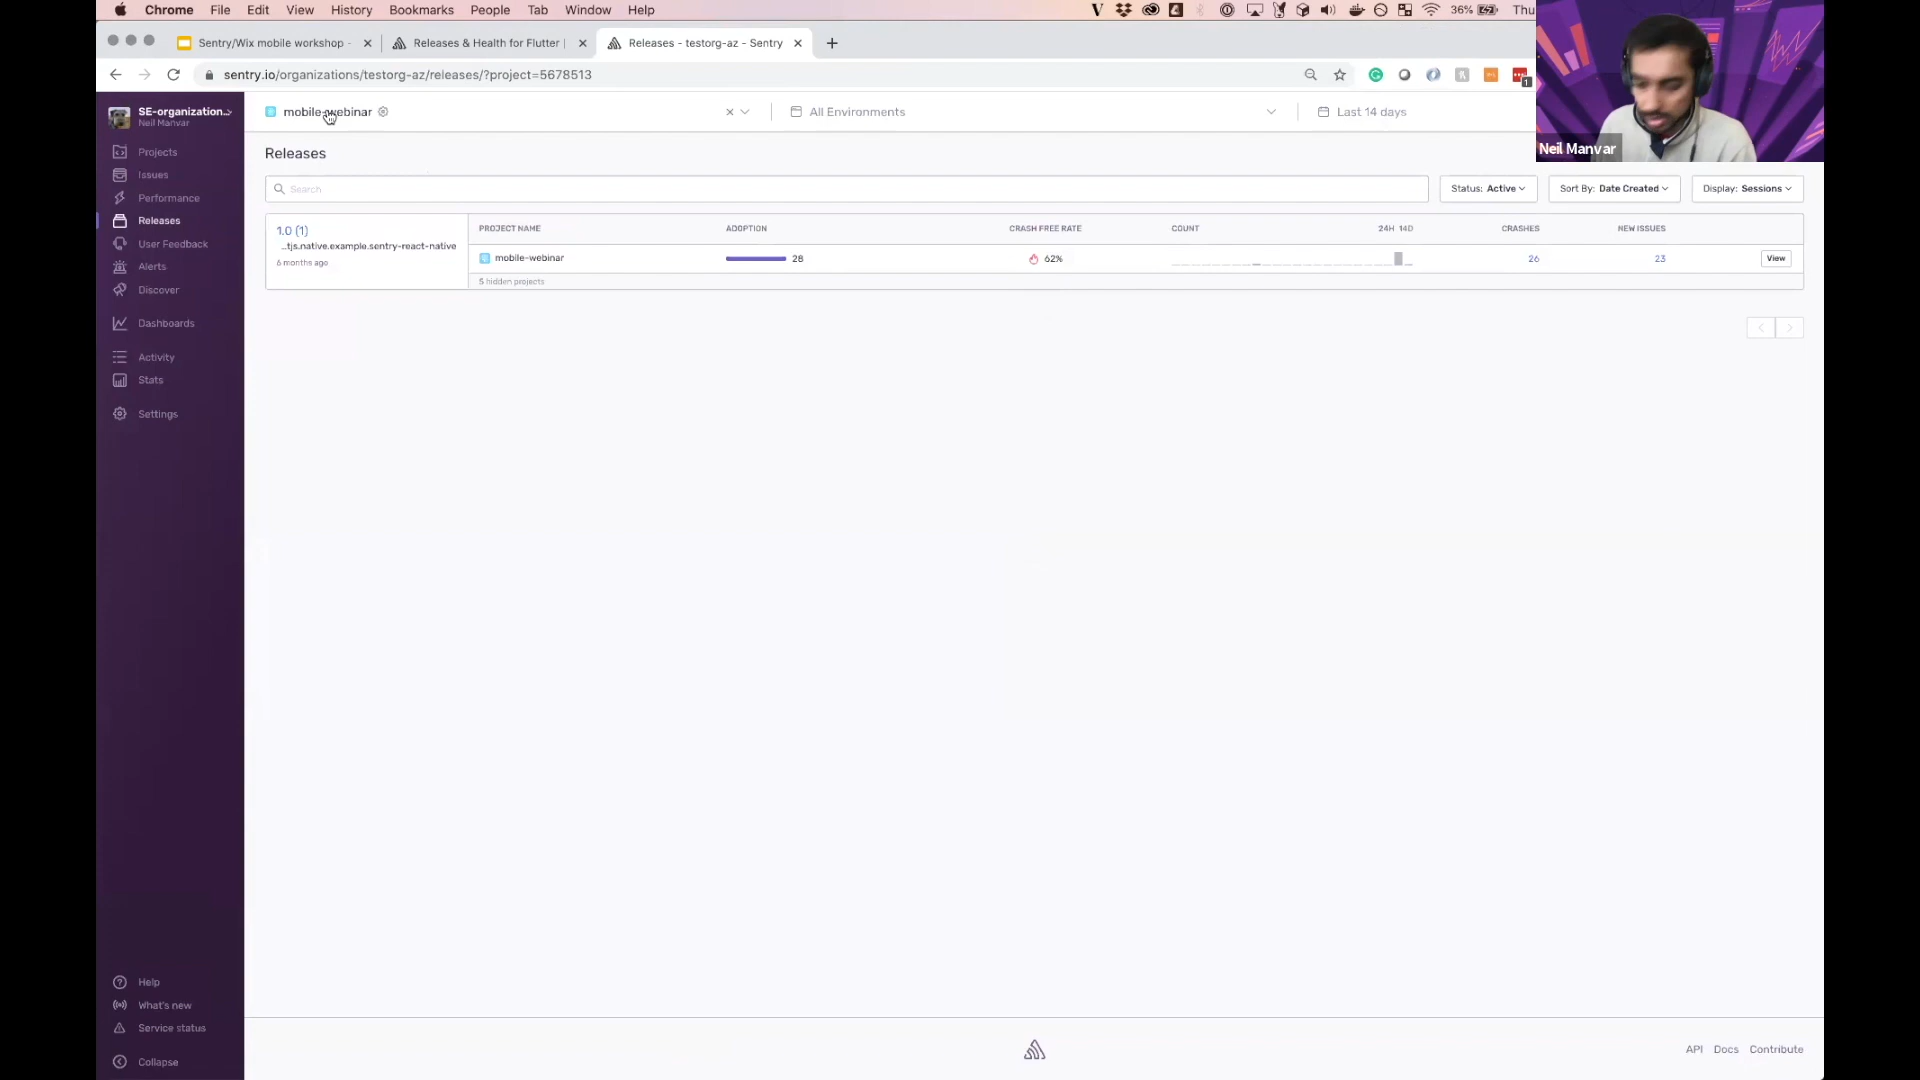 Chrome File Edit View History Bookmarks People Tab Window Help 36% Thu
Sentry/Wix mobile workshop - Releases & Health for Flutter | Releases - testorg-az - Sentry
sentry.io/organizations/testorg-az/releases/?project=5678513 1
SE-organization...
Neil Manvar
Projects
Issues
Performance
Releases
User Feedback
Alerts
Discover
Dashboards
Activity
Stats
Settings
Help
What's new
Service status
Collapse
mobile-webinar All Environments Last 14 days
Neil Manvar
Releases
Search Status: Active Sort By: Date Created Display: Sessions
1.0 (1)
...tjs.native.example.sentry-react-native
6 months ago
PROJECT NAME ADOPTION CRASH FREE RATE COUNT 24H 14D CRASHES NEW ISSUES
mobile-webinar 28 62% 26 23 View
5 hidden projects
API Docs Contribute